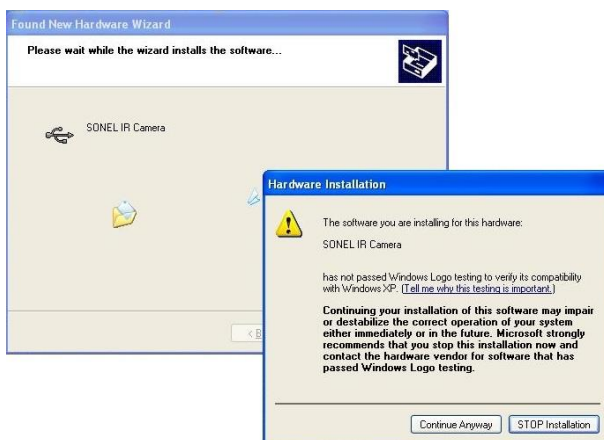 Found New Hardware Wizard
Please wait while the wizard installs the software...
SONEL IR Camera
Hardware Installation
The software you are installing for this hardware:
SONEL IR Camera
has not passed Windows Logo testing to verify its compatibility
with Windows XP. (Tell me why this testing is important.)
Continuing your installation of this software may impair
or destabilize the correct operation of your system
either immediately or in the future. Microsoft strongly
recommends that you stop this installation now and
contact the hardware vendor for software that has
passed Windows Logo testing.
< B
Continue Anyway STOP Installation